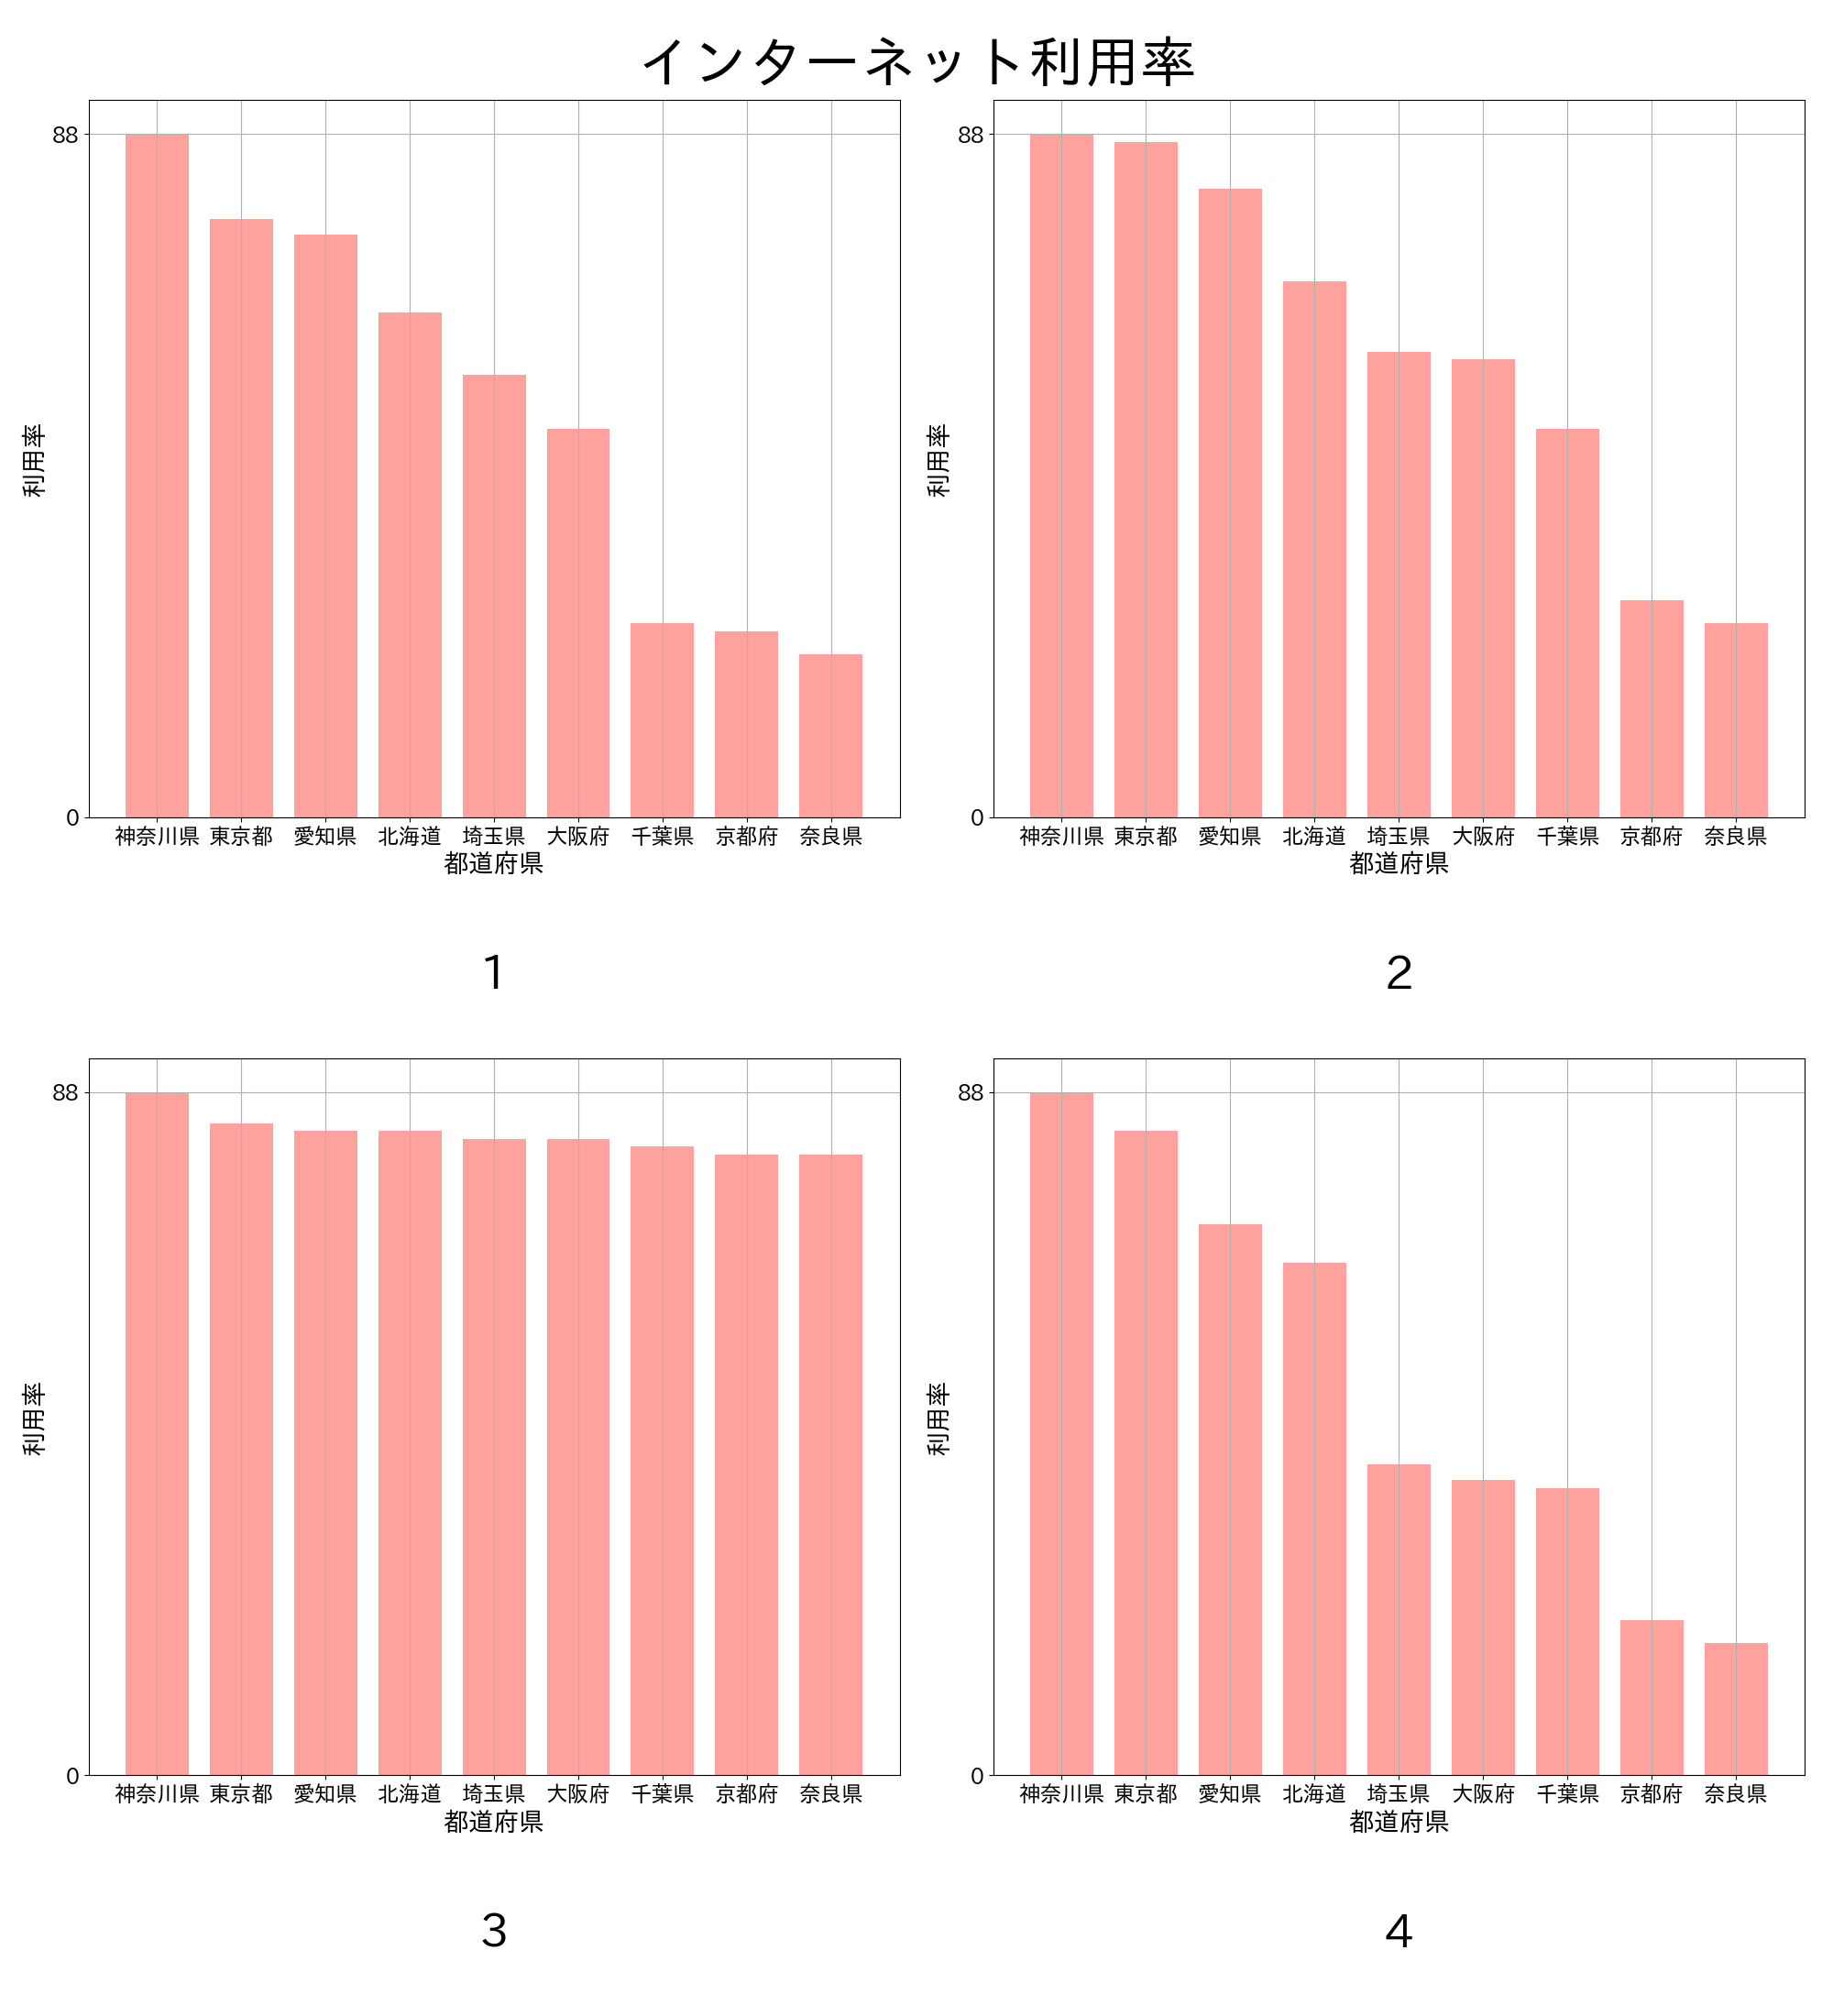 インターネット利用率
88
0
利用率
神奈川県 東京都 愛知県 北海道 埼玉県 大阪府 千葉県 京都府 奈良県
都道府県
1
88
0
利用率
神奈川県 東京都 愛知県 北海道 埼玉県 大阪府 千葉県 京都府 奈良県
都道府県
2
88
0
利用率
神奈川県 東京都 愛知県 北海道 埼玉県 大阪府 千葉県 京都府 奈良県
都道府県
3
88
0
利用率
神奈川県 東京都 愛知県 北海道 埼玉県 大阪府 千葉県 京都府 奈良県
都道府県
4